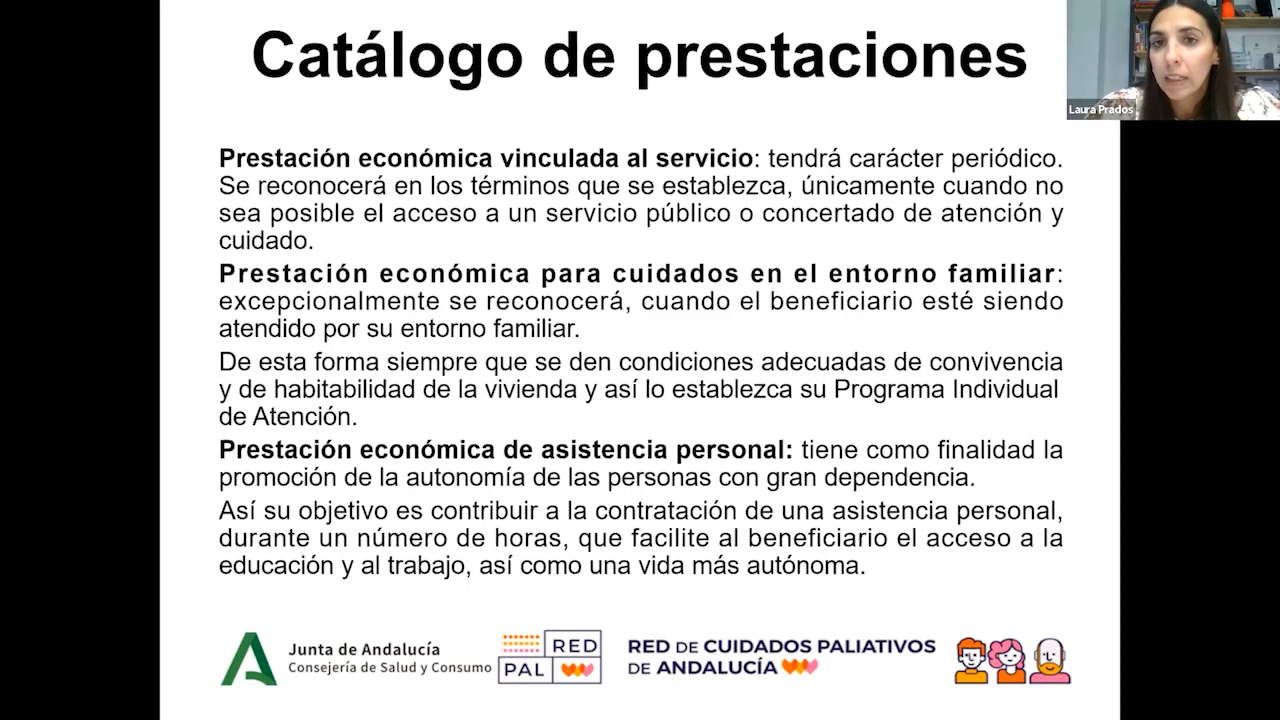 Catálogo de prestaciones
Laura Prados
Prestación económica vinculada al servicio: tendrá carácter periódico.
Se reconocerá en los términos que se establezca, únicamente cuando no
sea posible el acceso a un servicio público o concertado de atención y
cuidado.
Prestación económica para cuidados en el entorno familiar:
excepcionalmente se reconocerá, cuando el beneficiario esté siendo
atendido por su entorno familiar.
De esta forma siempre que se den condiciones adecuadas de convivencia
y de habitabilidad de la vivienda y así lo establezca su Programa Individual
de Atención.
Prestación económica de asistencia personal: tiene como finalidad la
promoción de la autonomía de las personas con gran dependencia.
Así su objetivo es contribuir a la contratación de una asistencia personal,
durante un número de horas, que facilite al beneficiario el acceso a la
educación y al trabajo, así como una vida más autónoma.
Junta de Andalucía
Consejería de Salud y Consumo
RED
PAL
RED DE CUIDADOS PALIATIVOS
DE ANDALUCÍA